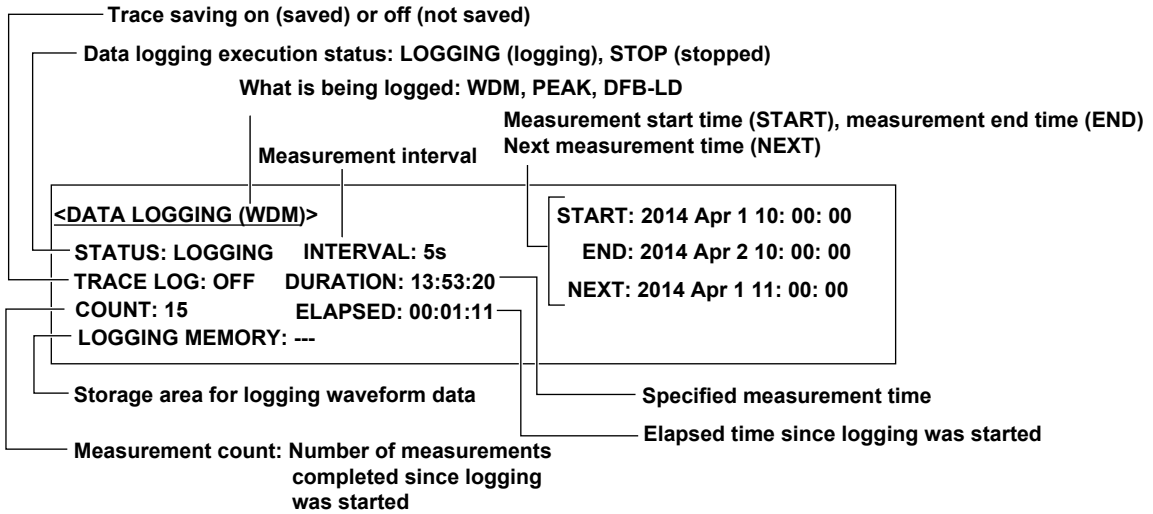 Trace saving on (saved) or off (not saved)
Data logging execution status: LOGGING (logging), STOP (stopped)
What is being logged: WDM, PEAK, DFB-LD
Measurement start time (START), measurement end time (END)
Next measurement time (NEXT)
Measurement interval
<DATA LOGGING (WDM)>
START: 2014 Apr 1 10: 00: 00
STATUS: LOGGING INTERVAL: 5s
END: 2014 Apr 2 10: 00: 00
TRACE LOG: OFF DURATION: 13:53:20
NEXT: 2014 Apr 1 11: 00: 00
COUNT: 15 ELAPSED: 00:01:11
LOGGING MEMORY: ---
Storage area for logging waveform data
Specified measurement time
Elapsed time since logging was started
Measurement count: Number of measurements
completed since logging
was started